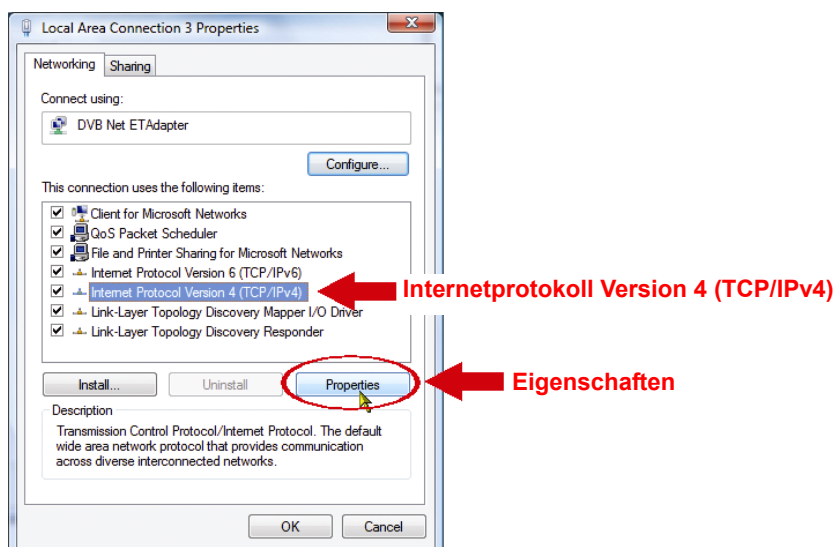 Local Area Connection 3 Properties
Networking Sharing
Connect using:
DVB Net ETAdapter
Configure...
This connection uses the following items:
Client for Microsoft Networks
QoS Packet Scheduler
File and Printer Sharing for Microsoft Networks
Internet Protocol Version 6 (TCP/IPv6)
Internet Protocol Version 4 (TCP/IPv4)
Internetprotokoll Version 4 (TCP/IPv4)
Link-Layer Topology Discovery Mapper I/O Driver
Link-Layer Topology Discovery Responder
Install... Uninstall Properties
Eigenschaften
Description
Transmission Control Protocol/Internet Protocol. The default
wide area network protocol that provides communication
across diverse interconnected networks.
OK Cancel